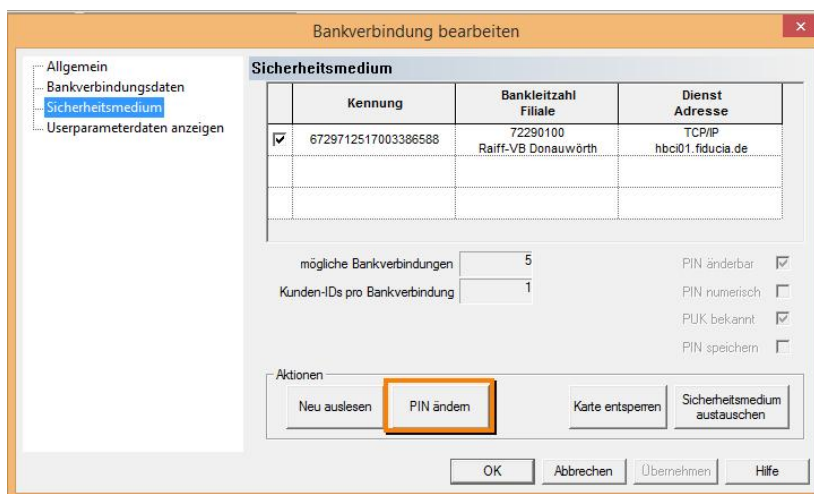 Bankverbindung bearbeiten
Allgemein
Bankverbindungsdaten
Sicherheitsmedium
Userparameterdaten anzeigen
Sicherheitsmedium
Kennung
Bankleitzahl
Filiale
Dienst
Adresse
6729712517003386588
72290100
Raiff-VB Donauwörth
TCP/IP
hbci01.fiducia.de
mögliche Bankverbindungen 5
Kunden-IDs pro Bankverbindung 1
PIN änderbar
PIN numerisch
PUK bekannt
PIN speichern
Aktionen
Neu auslesen
PIN ändern
Karte entsperren
Sicherheitsmedium
austauschen
OK
Abbrechen
Übernehmen
Hilfe